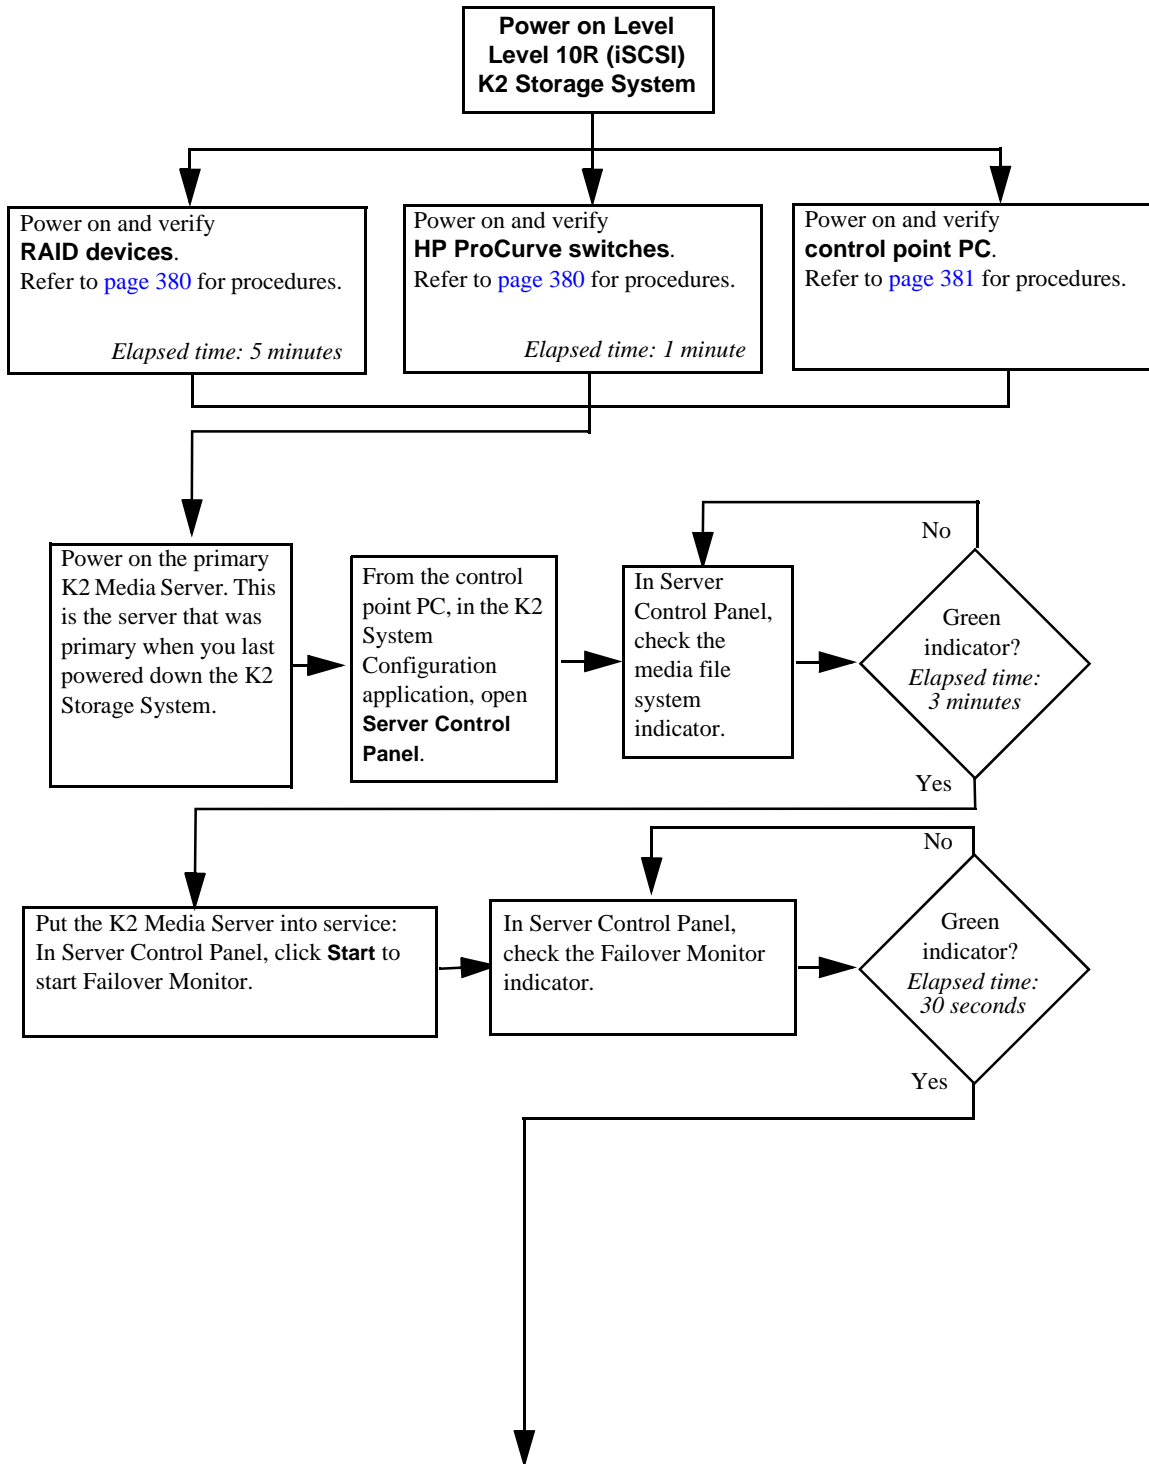 Power on Level
Level 10R (iSCSI)
K2 Storage System
Power on and verify
RAID devices.
Refer to page 380 for procedures.
Elapsed time: 5 minutes
Power on and verify
HP ProCurve switches.
Refer to page 380 for procedures.
Elapsed time: 1 minute
Power on and verify
control point PC.
Refer to page 381 for procedures.
Power on the primary
K2 Media Server. This
is the server that was
primary when you last
powered down the K2
Storage System.
From the control
point PC, in the K2
System
Configuration
application, open
Server Control
Panel.
In Server
Control Panel,
check the
media file
system
indicator.
No
Green
indicator?
Elapsed time:
3 minutes
Yes
Put the K2 Media Server into service:
In Server Control Panel, click Start to
start Failover Monitor.
In Server Control Panel,
check the Failover Monitor
indicator.
No
Green
indicator?
Elapsed time:
30 seconds
Yes